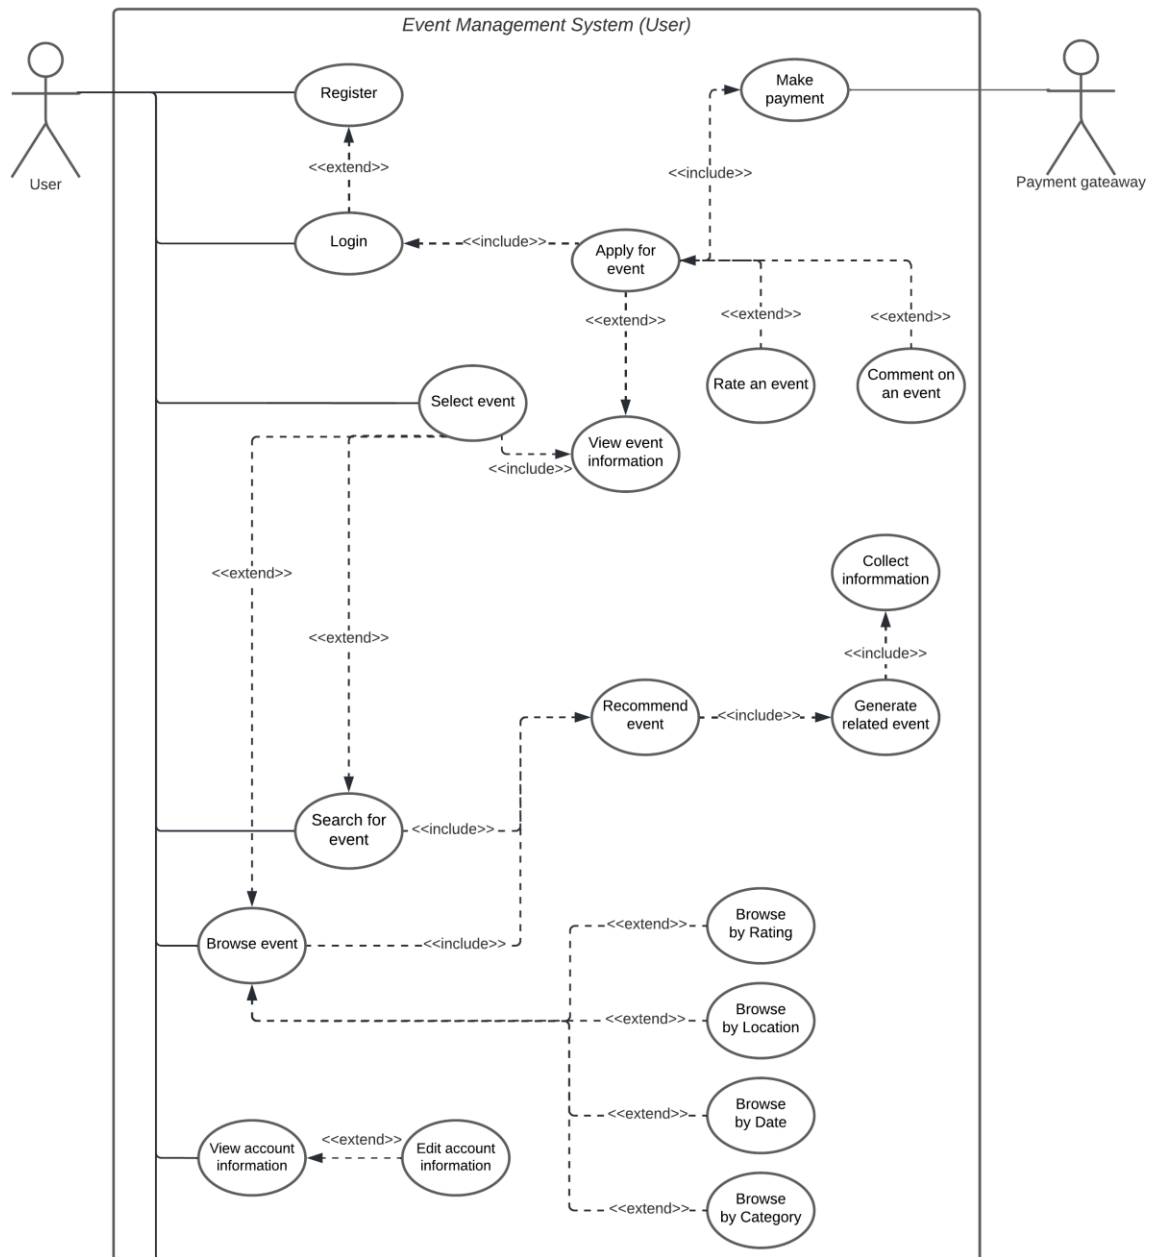 Event Management System (User)
Register
Make
payment
<<extend>>
<<include>>
User
Payment gateaway
Login
<<include>>
Apply for
event
<<extend>>
<<extend>>
<<extend>>
Rate an event
Comment on
an event
Select event
View event
information
<<include>>
<<extend>>
<<extend>>
Collect
informmation
<<include>>
Recommend
event
<<include>>
Generate
related event
Search for
event
<<include>>
Browse event
<<include>>
<<extend>>
Browse
by Rating
<<extend>>
Browse
by Location
<<extend>>
Browse
by Date
View account
information
<<extend>>
Edit account
information
<<extend>>
Browse
by Category